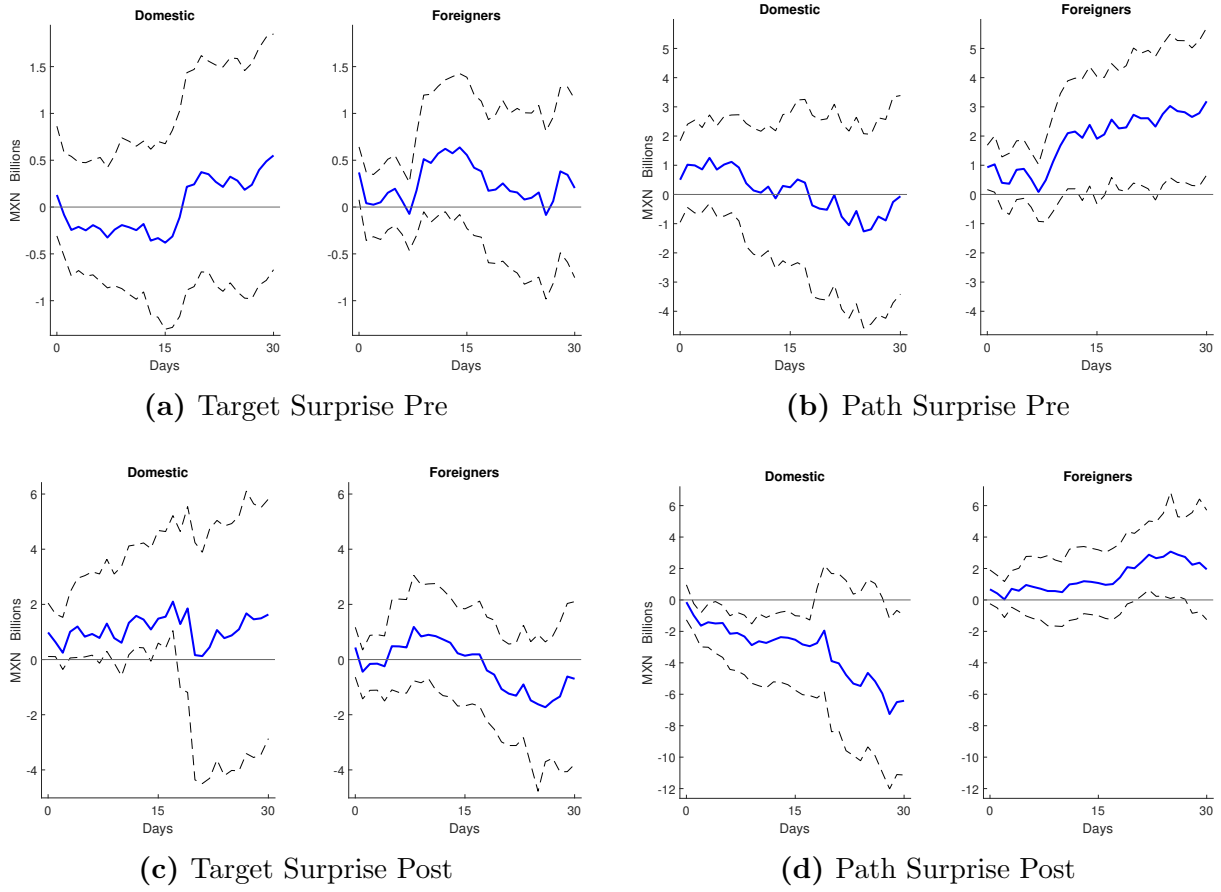 Domestic
Foreigners
MXN Billions
1.5
1
0.5
0
-0.5
-1
0 15 30
Days
1.5
1
0.5
0
-0.5
-1
0 15 30
Days
(a) Target Surprise Pre
Domestic
Foreigners
MXN Billions
5
4
3
2
1
0
-1
-2
-3
-4
0 15 30
Days
5
4
3
2
1
0
-1
-2
-3
-4
0 15 30
Days
(b) Path Surprise Pre
Domestic
Foreigners
MXN Billions
6
4
2
0
-2
-4
0 15 30
Days
6
4
2
0
-2
-4
0 15 30
Days
(c) Target Surprise Post
Domestic
Foreigners
MXN Billions
6
4
2
0
-2
-4
-6
-8
-10
-12
0 15 30
Days
6
4
2
0
-2
-4
-6
-8
-10
-12
0 15 30
Days
(d) Path Surprise Post